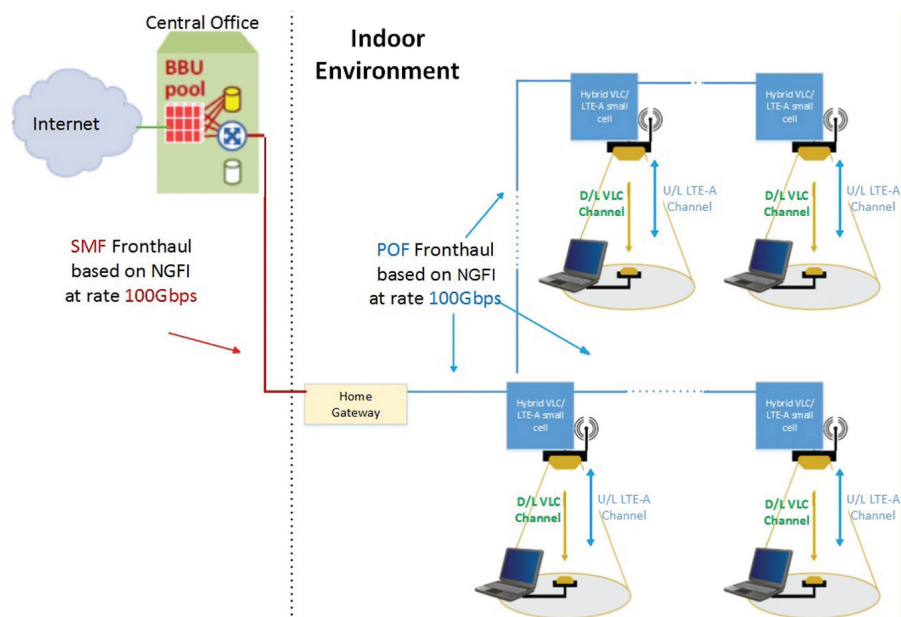 Central Office
BBU
pool
Internet
Indoor
Environment
SMF Fronthaul
based on NGFI
at rate 100Gbps
POF Fronthaul
based on NGFI
at rate 100Gbps
Home
Gateway
Hybrid VLC/
LTE-A small
cell
D/L VLC
Channel
U/L LTE-A
Channel
Hybrid VLC/
LTE-A small
cell
D/L VLC
Channel
U/L LTE-A
Channel
Hybrid VLC/
LTE-A small
cell
D/L VLC
Channel
U/L LTE-A
Channel
Hybrid VLC/
LTE-A small
cell
D/L VLC
Channel
U/L LTE-A
Channel